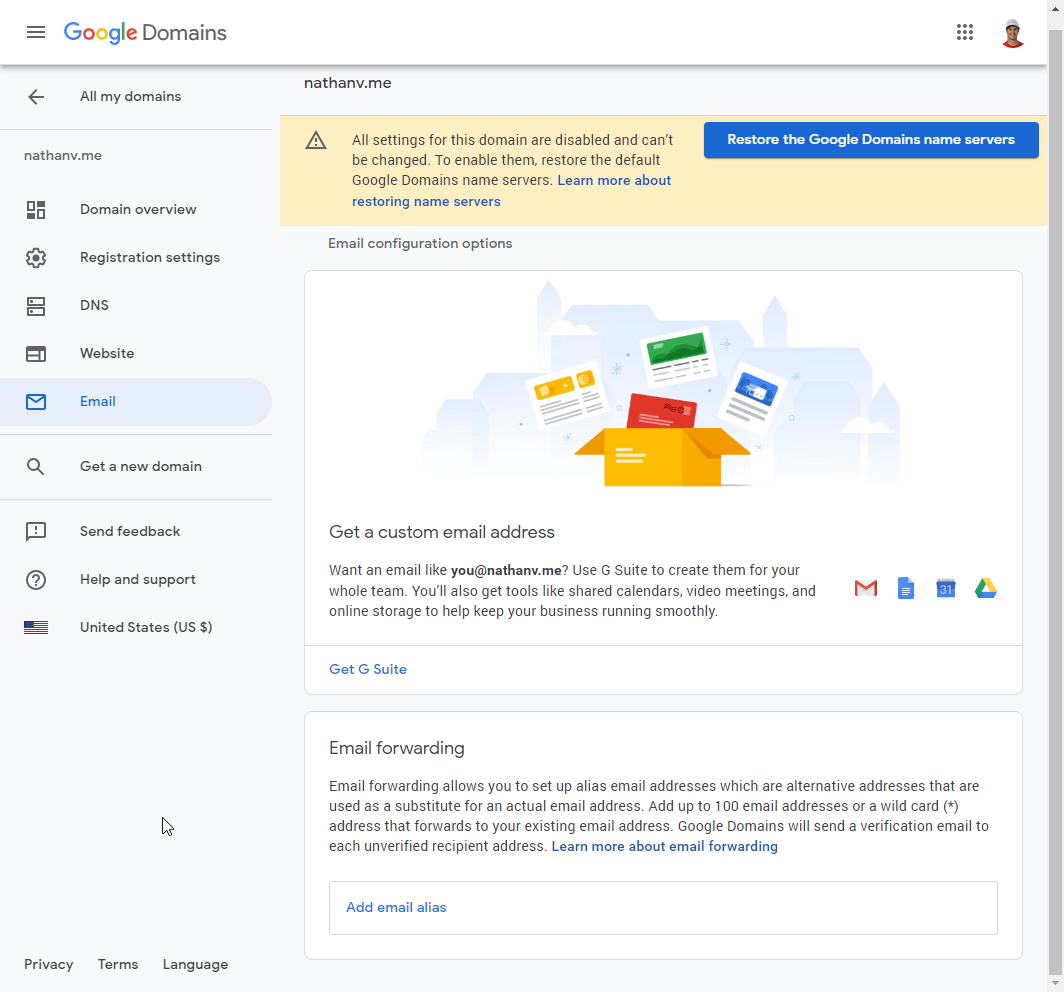 Google Domains
All my domains
nathanv.me
Domain overview
Registration settings
DNS
Website
Email
Get a new domain
Send feedback
Help and support
United States (US $)
Privacy Terms Language
nathanv.me
All settings for this domain are disabled and can't
be changed. To enable them, restore the default
Google Domains name servers. Learn more about
restoring name servers
Restore the Google Domains name servers
Email configuration options
Get a custom email address
Want an email like you@nathanv.me? Use G Suite to create them for your
whole team. You'll also get tools like shared calendars, video meetings, and
online storage to help keep your business running smoothly.
31
Get G Suite
Email forwarding
Email forwarding allows you to set up alias email addresses which are alternative addresses that are
used as a substitute for an actual email address. Add up to 100 email addresses or a wild card (*)
address that forwards to your existing email address. Google Domains will send a verification email to
each unverified recipient address. Learn more about email forwarding
Add email alias